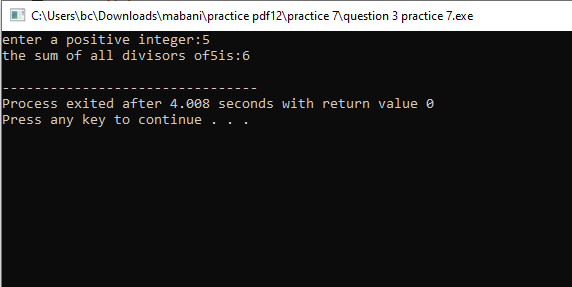 C:\Users\bc\Downloads\mabani\practice pdf12\practice 7\question 3 practice 7.exe
enter a positive integer:5
the sum of all divisors of5is:6
--------------------------------
Process exited after 4.008 seconds with return value 0
Press any key to continue . . .